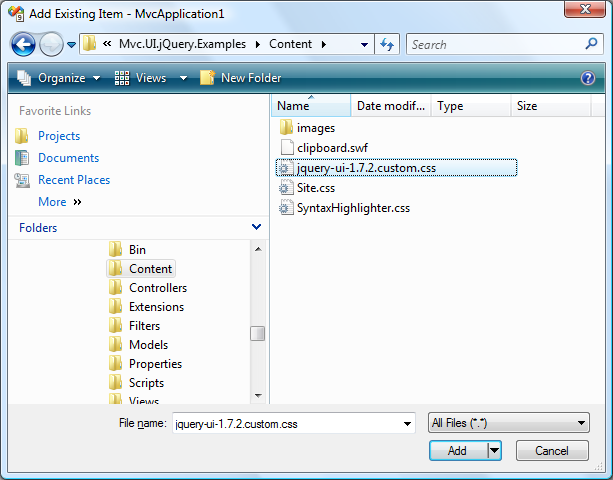 Add Existing Item - MvcApplication1
« Mvc.UI.jQuery.Examples Content Search
Organize Views New Folder
Favorite Links
Projects
Documents
Recent Places
More »
Folders
Bin
Content
Controllers
Extensions
Filters
Models
Properties
Scripts
Views
Name Date modif... Type Size
images
clipboard.swf
jquery-ui-1.7.2.custom.css
Site.css
SyntaxHighlighter.css
File name: jquery-ui-1.7.2.custom.css All Files (*.*)
Add Cancel